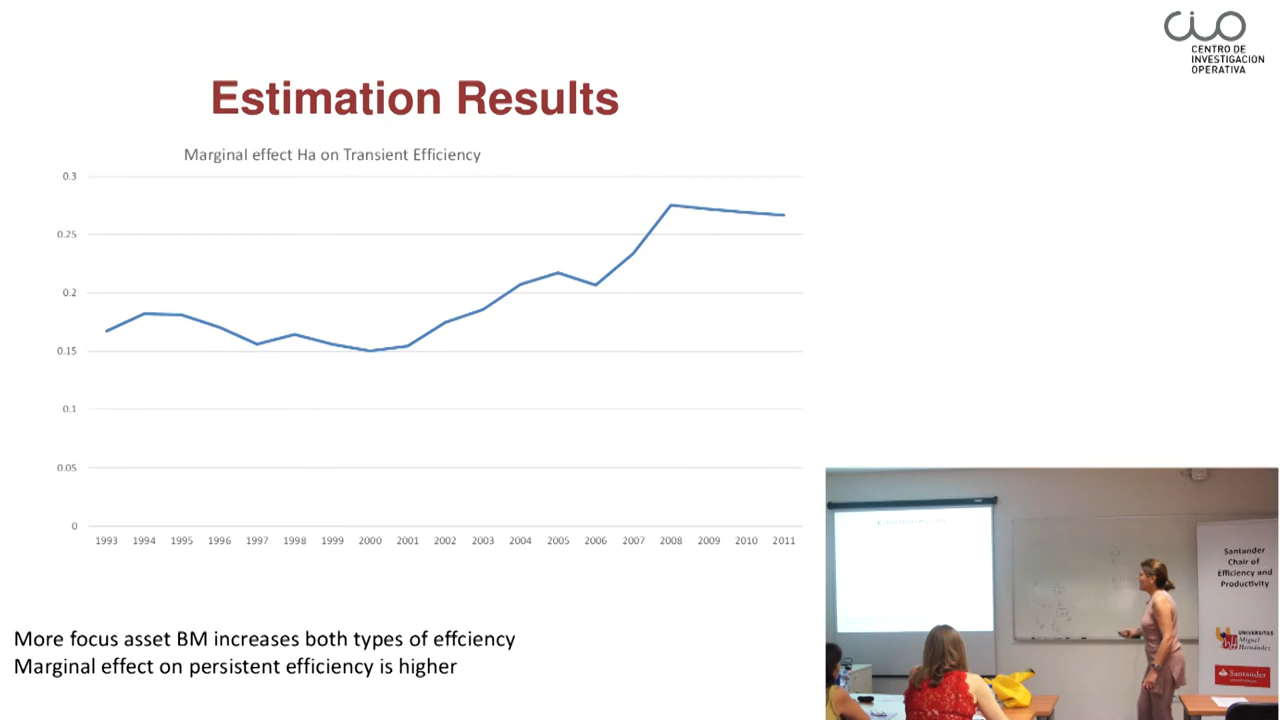 cio
CENTRO DE
INVESTIGACION
OPERATIVA
Estimation Results
Marginal effect Ha on Transient Efficiency
0.3
0.25
0.2
0.15
0.1
0.05
0
1993 1994 1995 1996 1997 1998 1999 2000 2001 2002 2003 2004 2005 2006 2007 2008 2009 2010 2011
More focus asset BM increases both types of effciency
Marginal effect on persistent efficiency is higher
Estimation Results
Santander
Chair of
Efficiency and
Productivity
UNIVERSITAS
Miguel
Hernández
Santander